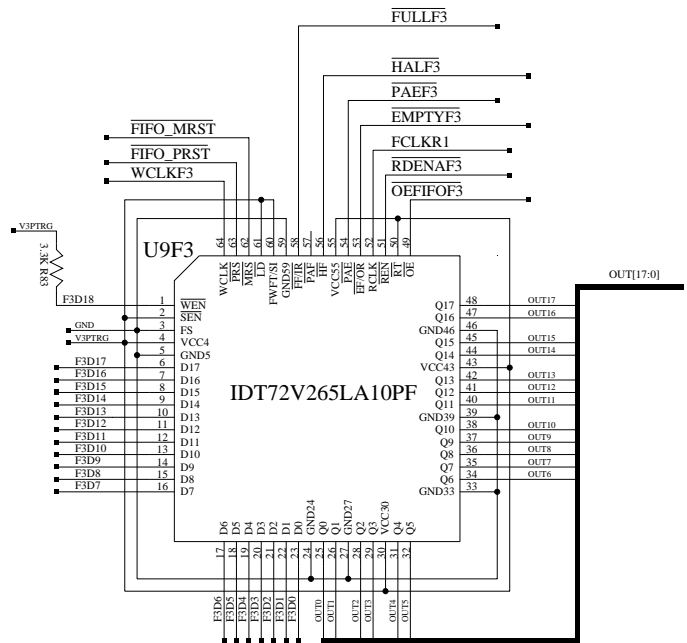 FULLF3
HALF3
PAEF3
FIFO_MRST
EMPTYF3
FIFO_PRST
FCLKR1
WCLKF3
RDENAF3
OEFIFOF3
V3PTRG
3.3K R83
U9F3
64 63 62 61 60 59 58 57 56 55 54 53 52 51 50 49
WCLK PRS MRS LD FWFT/SI GND59 FF/IR PAF HF VCC55 PAE EF/OR RCLK REN RT OE
OUT[17:0]
F3D18 1 WEN
2 SEN
GND 3 FS
V3PTRG 4 VCC4
5 GND5
F3D17 6 D17
F3D16 7 D16
F3D15 8 D15
F3D14 9 D14
F3D13 10 D13
F3D12 11 D12
F3D11 12 D11
F3D10 13 D10
F3D9 14 D9
F3D8 15 D8
F3D7 16 D7
IDT72V265LA10PF
Q17 48 OUT17
Q16 47 OUT16
GND46 46
Q15 45 OUT15
Q14 44 OUT14
VCC43 43
Q13 42 OUT13
Q12 41 OUT12
Q11 40 OUT11
GND39 39
Q10 38 OUT10
Q9 37 OUT9
Q8 36 OUT8
Q7 35 OUT7
Q6 34 OUT6
GND33 33
D6 D5 D4 D3 D2 D1 D0 GND24 Q0 Q1 GND27 Q2 Q3 VCC30 Q4 Q5
17 18 19 20 21 22 23 24 25 26 27 28 29 30 31 32
F3D6 F3D5 F3D4 F3D3 F3D2 F3D1 F3D0 OUT0 OUT1 OUT2 OUT3 OUT4 OUT5